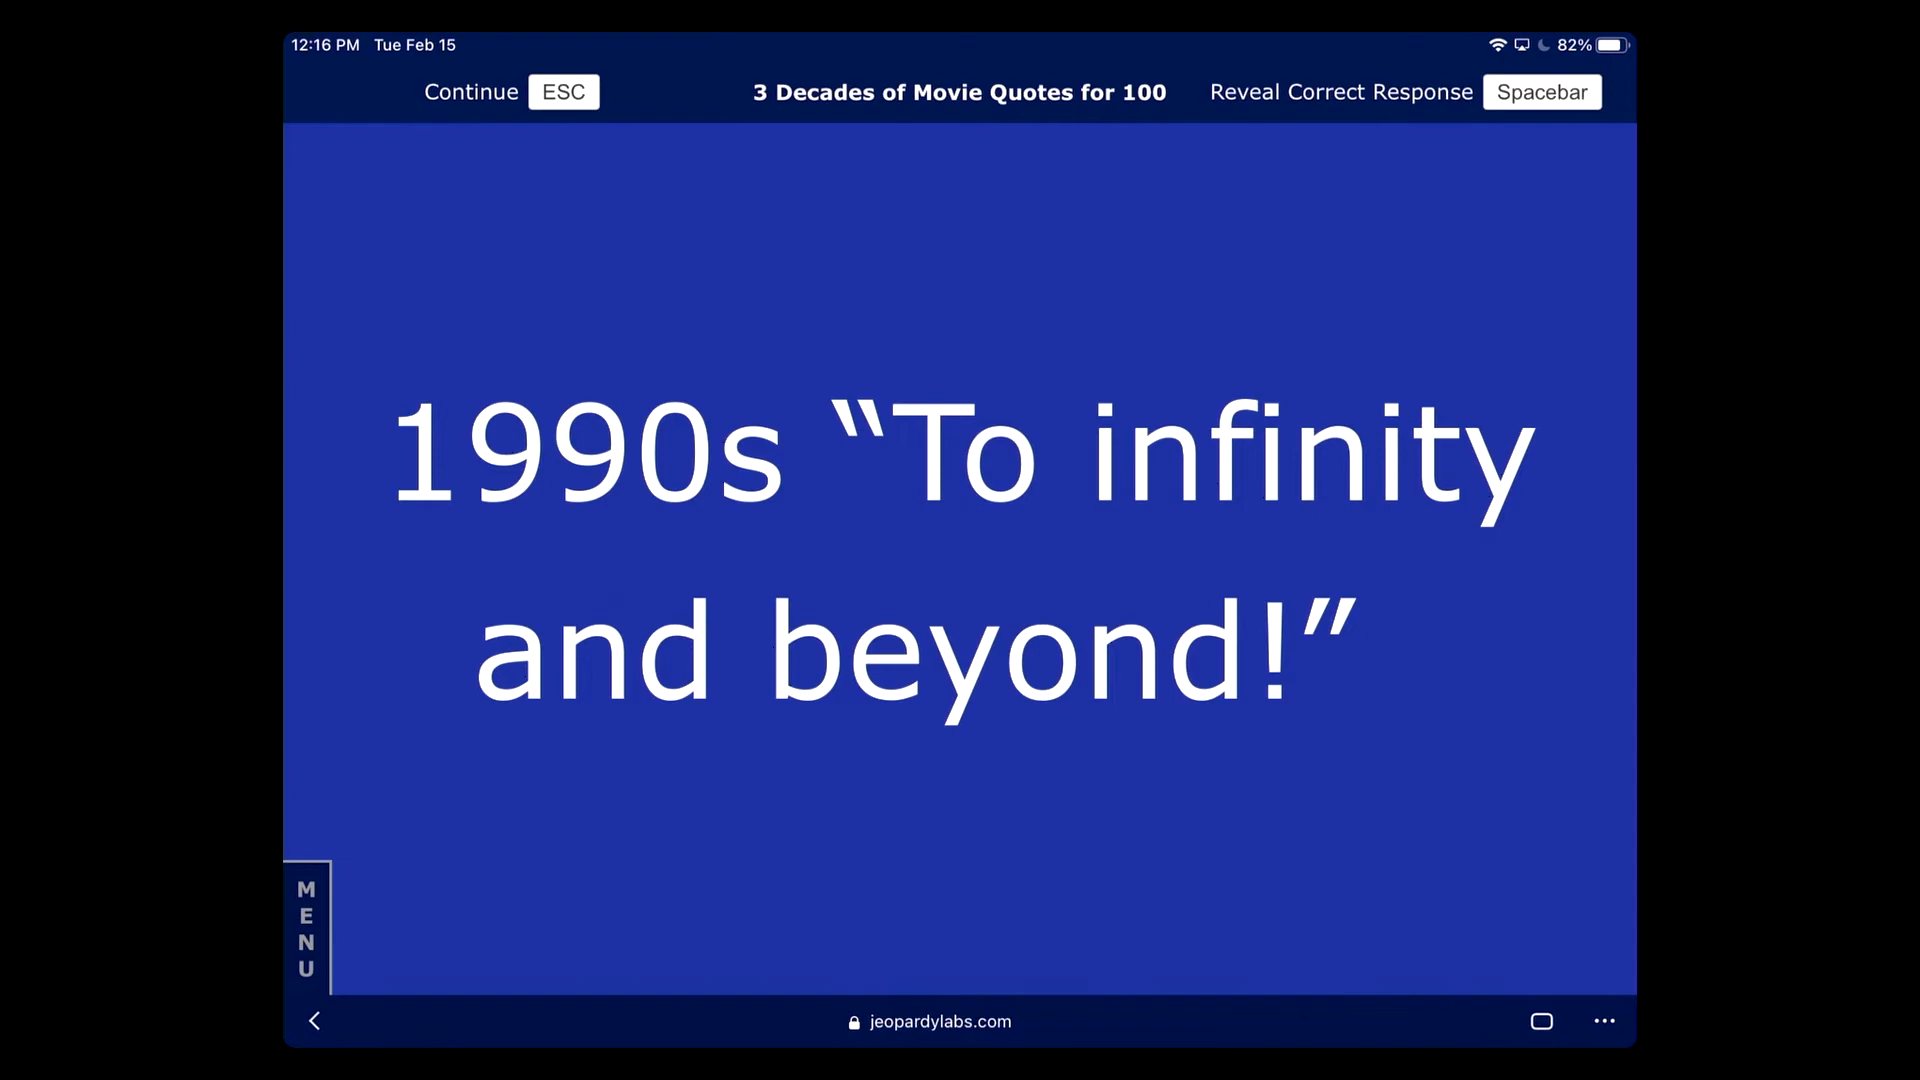 12:16 PM Tue Feb 15 82%
Continue ESC 3 Decades of Movie Quotes for 100 Reveal Correct Response Spacebar
1990s “To infinity
and beyond!”
M
E
N
U
jeopardylabs.com